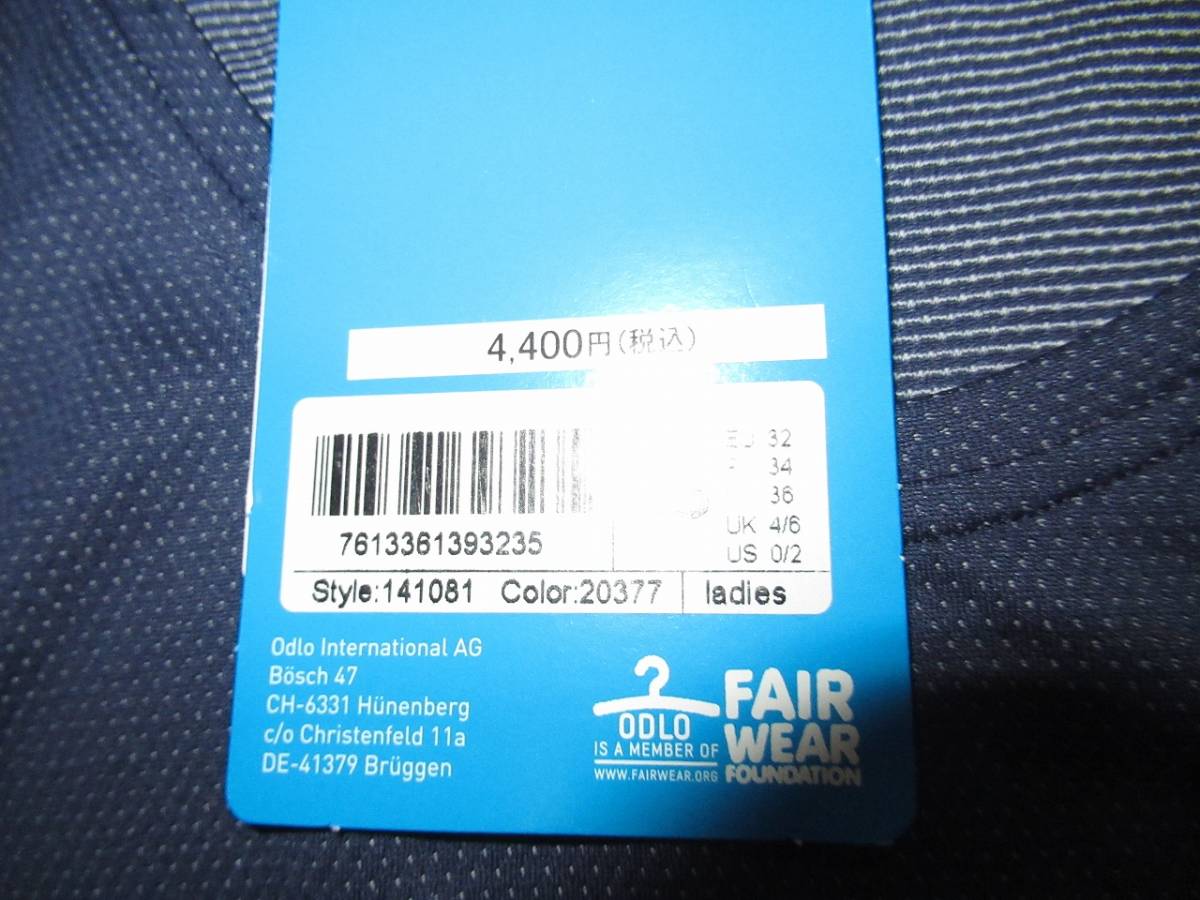 4,400円(税込)
EU 32
34
36
UK 4/6
US 0/2
7613361393235
Style:141081 Color:20377 ladies
Odlo International AG
Bösch 47
CH-6331 Hünenberg
c/o Christenfeld 11a
DE-41379 Brüggen
ODLO
IS A MEMBER OF
WWW.FAIRWEAR.ORG
FAIR
WEAR
FOUNDATION